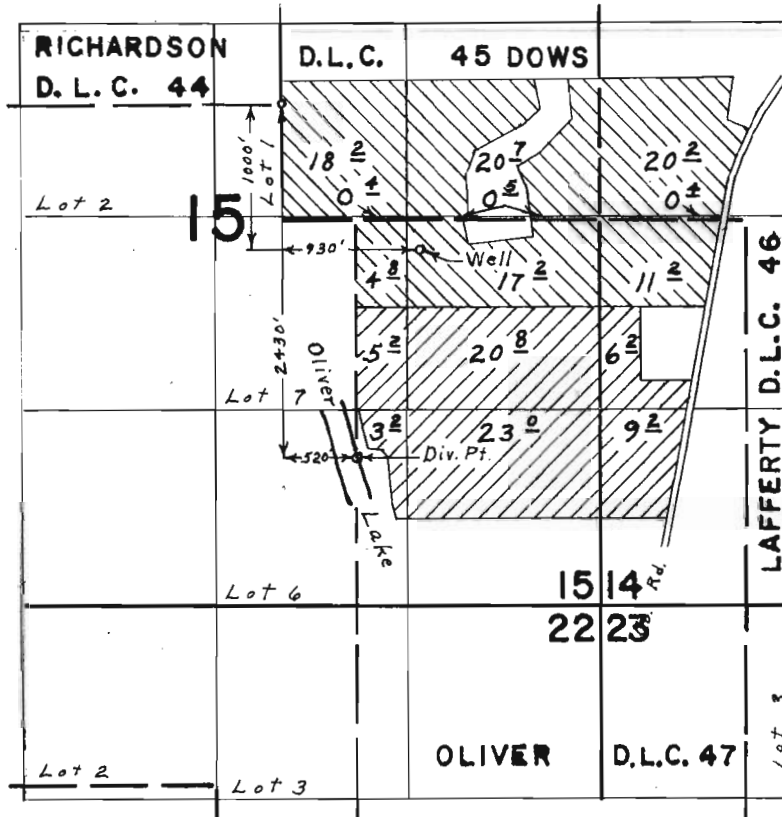 RICHARDSON
D. L. C. 44
D.L.C. 45 DOWS
Lot 1
1000'
18 2
20 7
20 2
0 4
0 5
0 4
Lot 2
15
930'
Well
4 8
17 2
11 2
LAFFERTY D.L.C. 46
2430'
5 2
20 8
6 2
Oliver
Lot 7
3 2
23 0
9 2
520'
Div. Pt.
Lake
Lot 6
15 14
Rd.
22 23
OLIVER D.L.C. 47
Lot 3
Lot 2
Lot 3